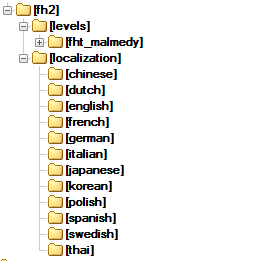 [fh2]
[levels]
[fht_malmedy]
[localization]
[chinese]
[dutch]
[english]
[french]
[german]
[italian]
[japanese]
[korean]
[polish]
[spanish]
[swedish]
[thai]